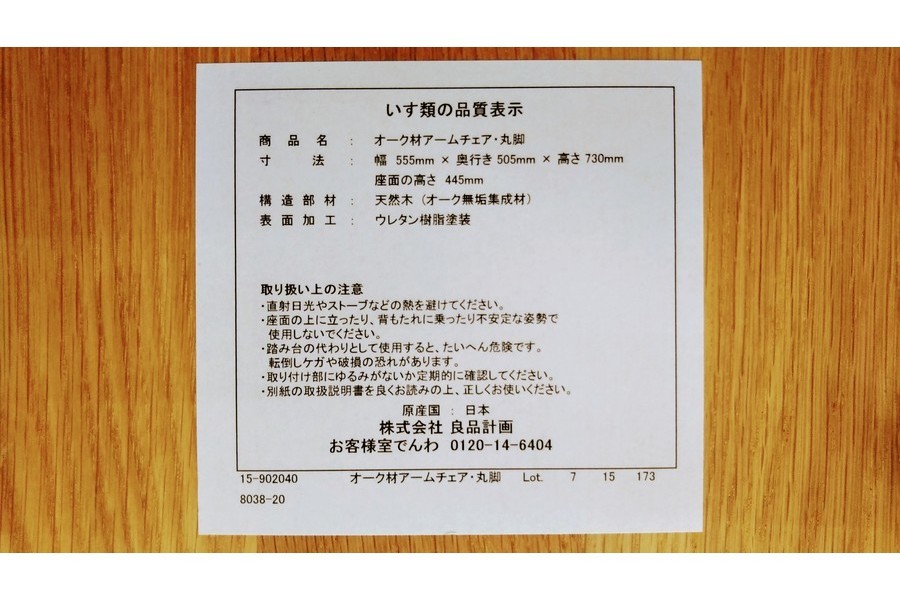 いす類の品質表示
商品名 : オーク材アームチェア・丸脚
寸法 : 幅 555mm × 奥行き 505mm × 高さ 730mm
座面の高さ 445mm
構造部材 : 天然木（オーク無垢集成材）
表面加工 : ウレタン樹脂塗装
取り扱い上の注意
・直射日光やストーブなどの熱を避けてください。
・座面の上に立ったり、背もたれに乗ったり不安定な姿勢で
使用しないでください。
・踏み台の代わりとして使用すると、たいへん危険です。
転倒しケガや破損の恐れがあります。
・取り付け部にゆるみがないか定期的に確認してください。
・別紙の取扱説明書を良くお読みの上、正しくお使いください。
原産国 : 日本
株式会社 良品計画
お客様室でんわ 0120-14-6404
15-902040 オーク材アームチェア・丸脚 Lot. 7 15 173
8038-20